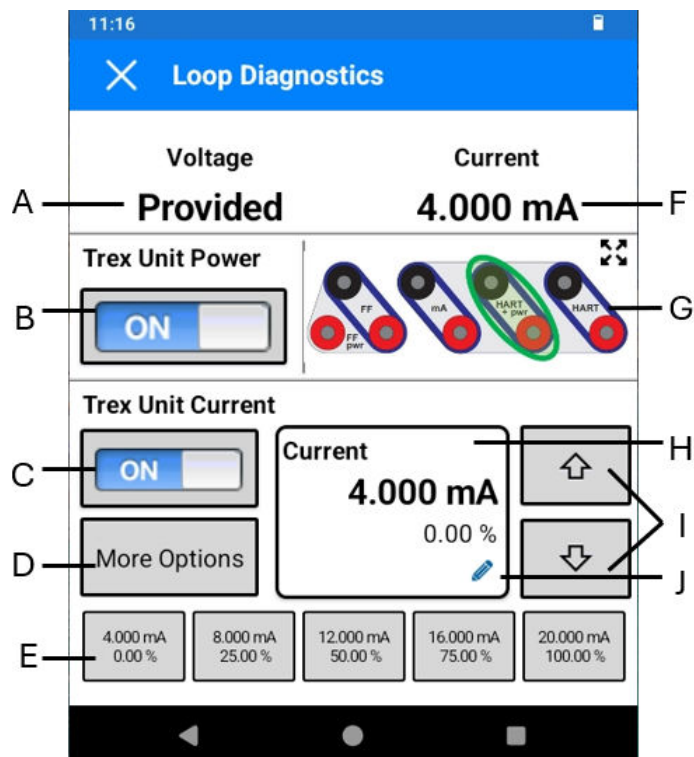 11:16
Loop Diagnostics
Voltage
Current
A
Provided
4.000 mA
F
Trex Unit Power
B
ON
FF
FF
pwr
mA
HART
+ pwr
HART
G
Trex Unit Current
C
ON
Current
4.000 mA
0.00 %
H
I
D
More Options
J
E
4.000 mA
0.00 %
8.000 mA
25.00 %
12.000 mA
50.00 %
16.000 mA
75.00 %
20.000 mA
100.00 %